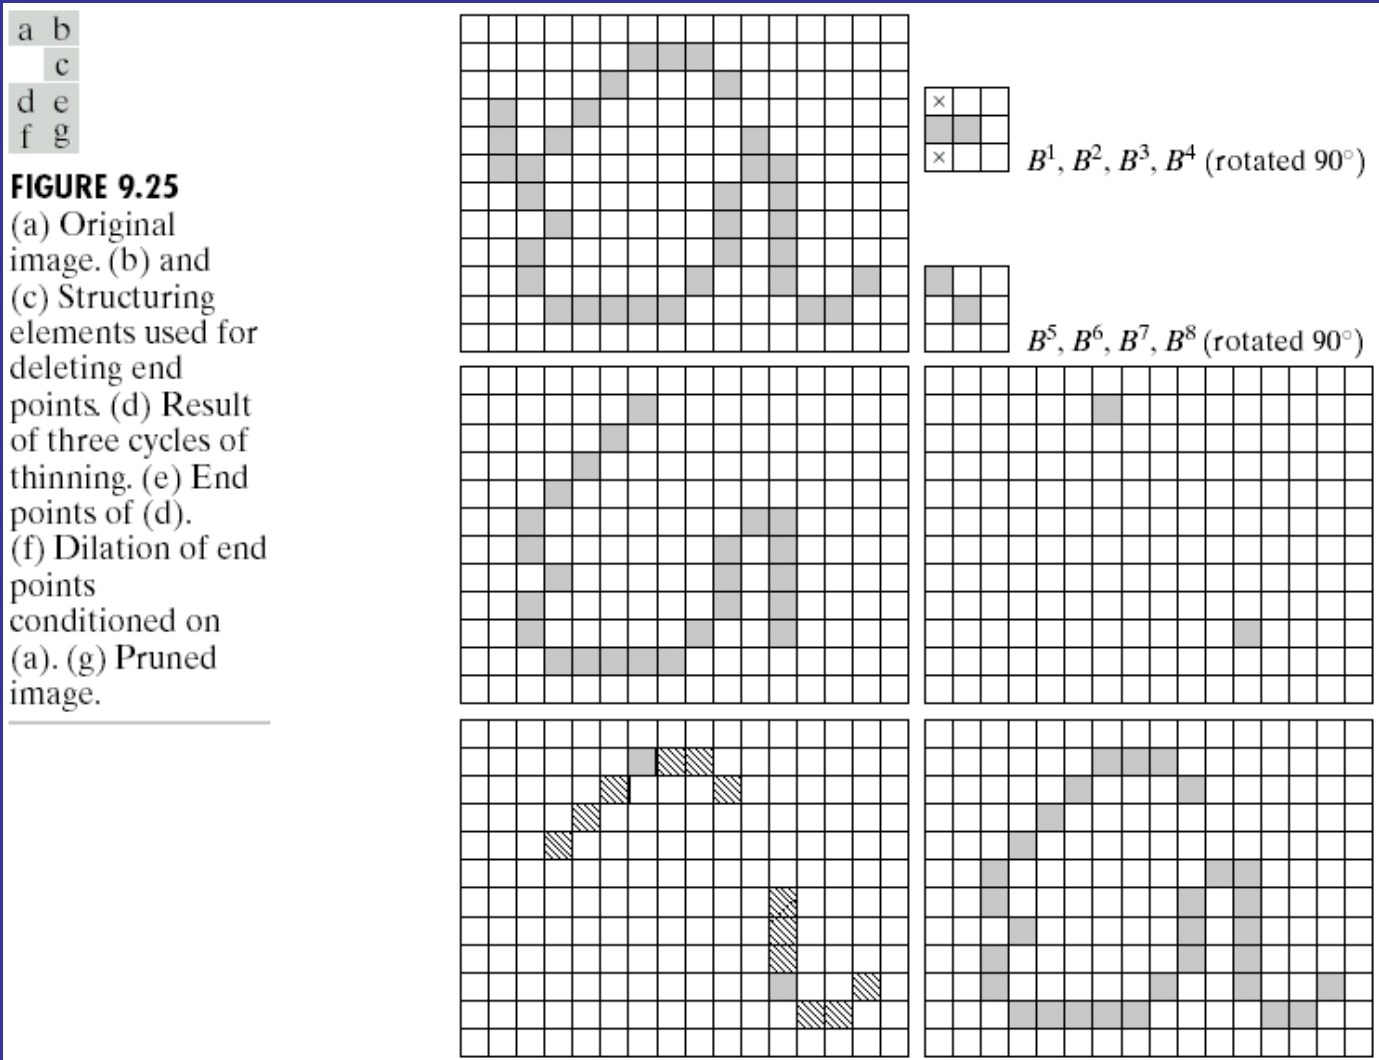 a b
c
d e
f g
FIGURE 9.25
(a) Original
image. (b) and
(c) Structuring
elements used for
deleting end
points. (d) Result
of three cycles of
thinning. (e) End
points of (d).
(f) Dilation of end
points
conditioned on
(a). (g) Pruned
image.
×
×
B¹, B², B³, B⁴ (rotated 90°)
B⁵, B⁶, B⁷, B⁸ (rotated 90°)